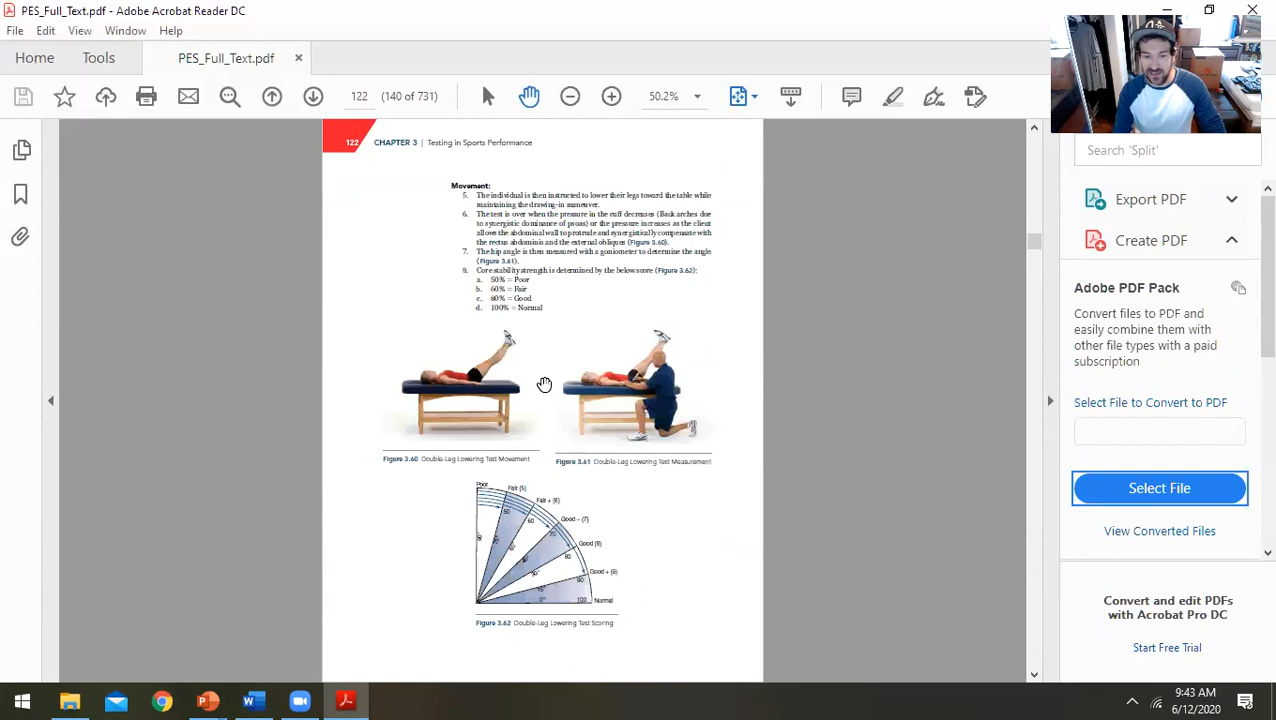 PES_Full_Text.pdf - Adobe Acrobat Reader DC
File Edit View Window Help
Home Tools PES_Full_Text.pdf
122 (140 of 731) 50.2%
122 CHAPTER 3 | Testing in Sports Performance
Movement:
5. The individual is then instructed to lower their legs toward the table while
maintaining the drawing-in maneuver.
6. The test is over when the pressure in the cuff decreases (Back arches due
to synergistic dominance of psoas) or the pressure increases as the client
allows the abdominal wall to protrude and synergistically compensate with
the rectus abdominis and the external obliques (Figure 3.60).
7. The hip angle is then measured with a goniometer to determine the angle
(Figure 3.61).
8. Core stability strength is determined by the below score (Figure 3.62):
a. 50% = Poor
b. 60% = Fair
c. 80% = Good
d. 100% = Normal
Figure 3.60 Double-Leg Lowering Test Movement
Figure 3.61 Double-Leg Lowering Test Measurement
Poor
Fair (5)
Fair + (6)
Good – (7)
Good (8)
Good + (9)
Normal
50
60
70
80
90
100
15°
0°
Figure 3.62 Double-Leg Lowering Test Scoring
Search 'Split'
Export PDF
Create PDF
Adobe PDF Pack
Convert files to PDF and
easily combine them with
other file types with a paid
subscription
Select File to Convert to PDF
Select File
View Converted Files
Convert and edit PDFs
with Acrobat Pro DC
Start Free Trial
9:43 AM
6/12/2020